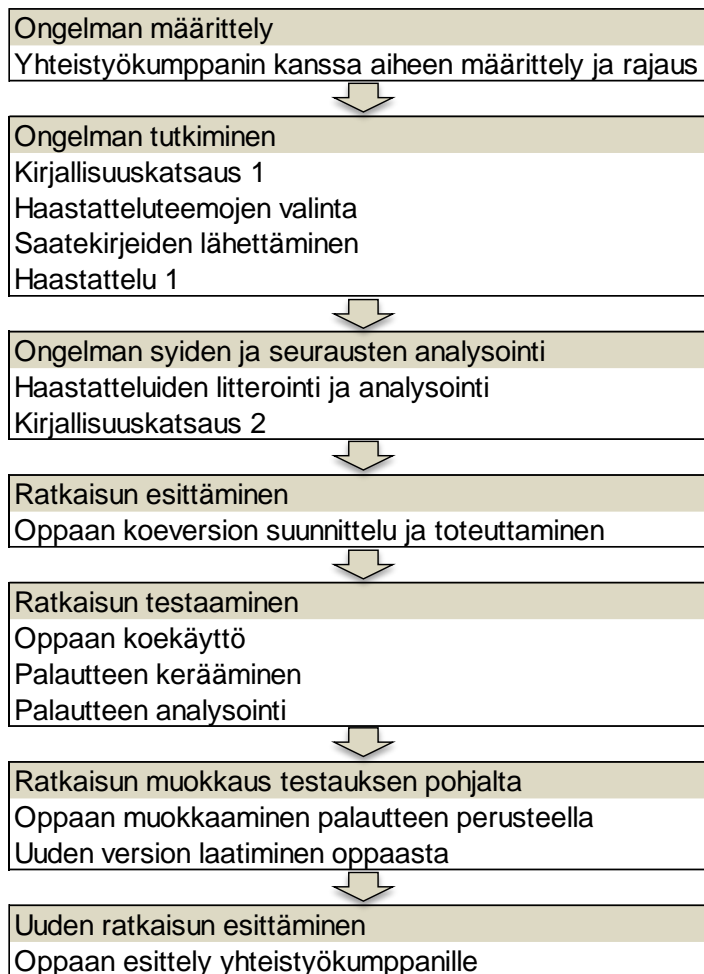 Ongelman määrittely
Yhteistyökumppanin kanssa aiheen määrittely ja rajaus
Ongelman tutkiminen
Kirjallisuuskatsaus 1
Haastatteluteemojen valinta
Saatekirjeiden lähettäminen
Haastattelu 1
Ongelman syiden ja seurausten analysointi
Haastatteluiden litterointi ja analysointi
Kirjallisuuskatsaus 2
Ratkaisun esittäminen
Oppaan koeversion suunnittelu ja toteuttaminen
Ratkaisun testaaminen
Oppaan koekäyttö
Palautteen kerääminen
Palautteen analysointi
Ratkaisun muokkaus testauksen pohjalta
Oppaan muokkaaminen palautteen perusteella
Uuden version laatiminen oppaasta
Uuden ratkaisun esittäminen
Oppaan esittely yhteistyökumppanille